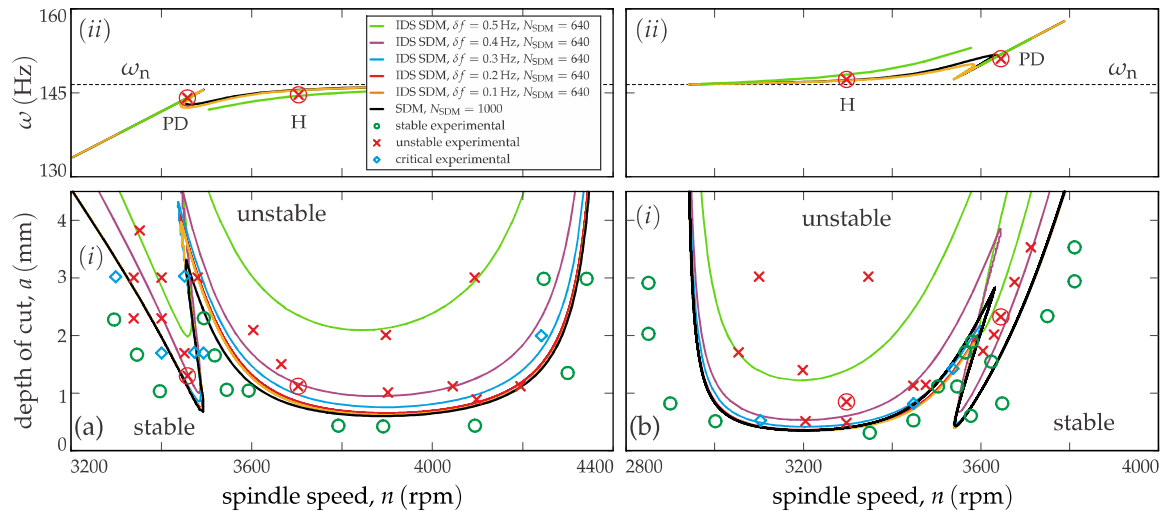 160
145
130
ω (Hz)
(ii)
ωn
PD
H
IDS SDM, δf = 0.5 Hz, NSDM = 640
IDS SDM, δf = 0.4 Hz, NSDM = 640
IDS SDM, δf = 0.3 Hz, NSDM = 640
IDS SDM, δf = 0.2 Hz, NSDM = 640
IDS SDM, δf = 0.1 Hz, NSDM = 640
SDM, NSDM = 1000
stable experimental
unstable experimental
critical experimental
(ii)
PD
ωn
H
4
3
2
1
0
depth of cut, a (mm)
unstable
(i)
(a)
stable
3200
3600
4000
4400
spindle speed, n (rpm)
(i)
unstable
(b)
stable
2800
3200
3600
4000
spindle speed, n (rpm)